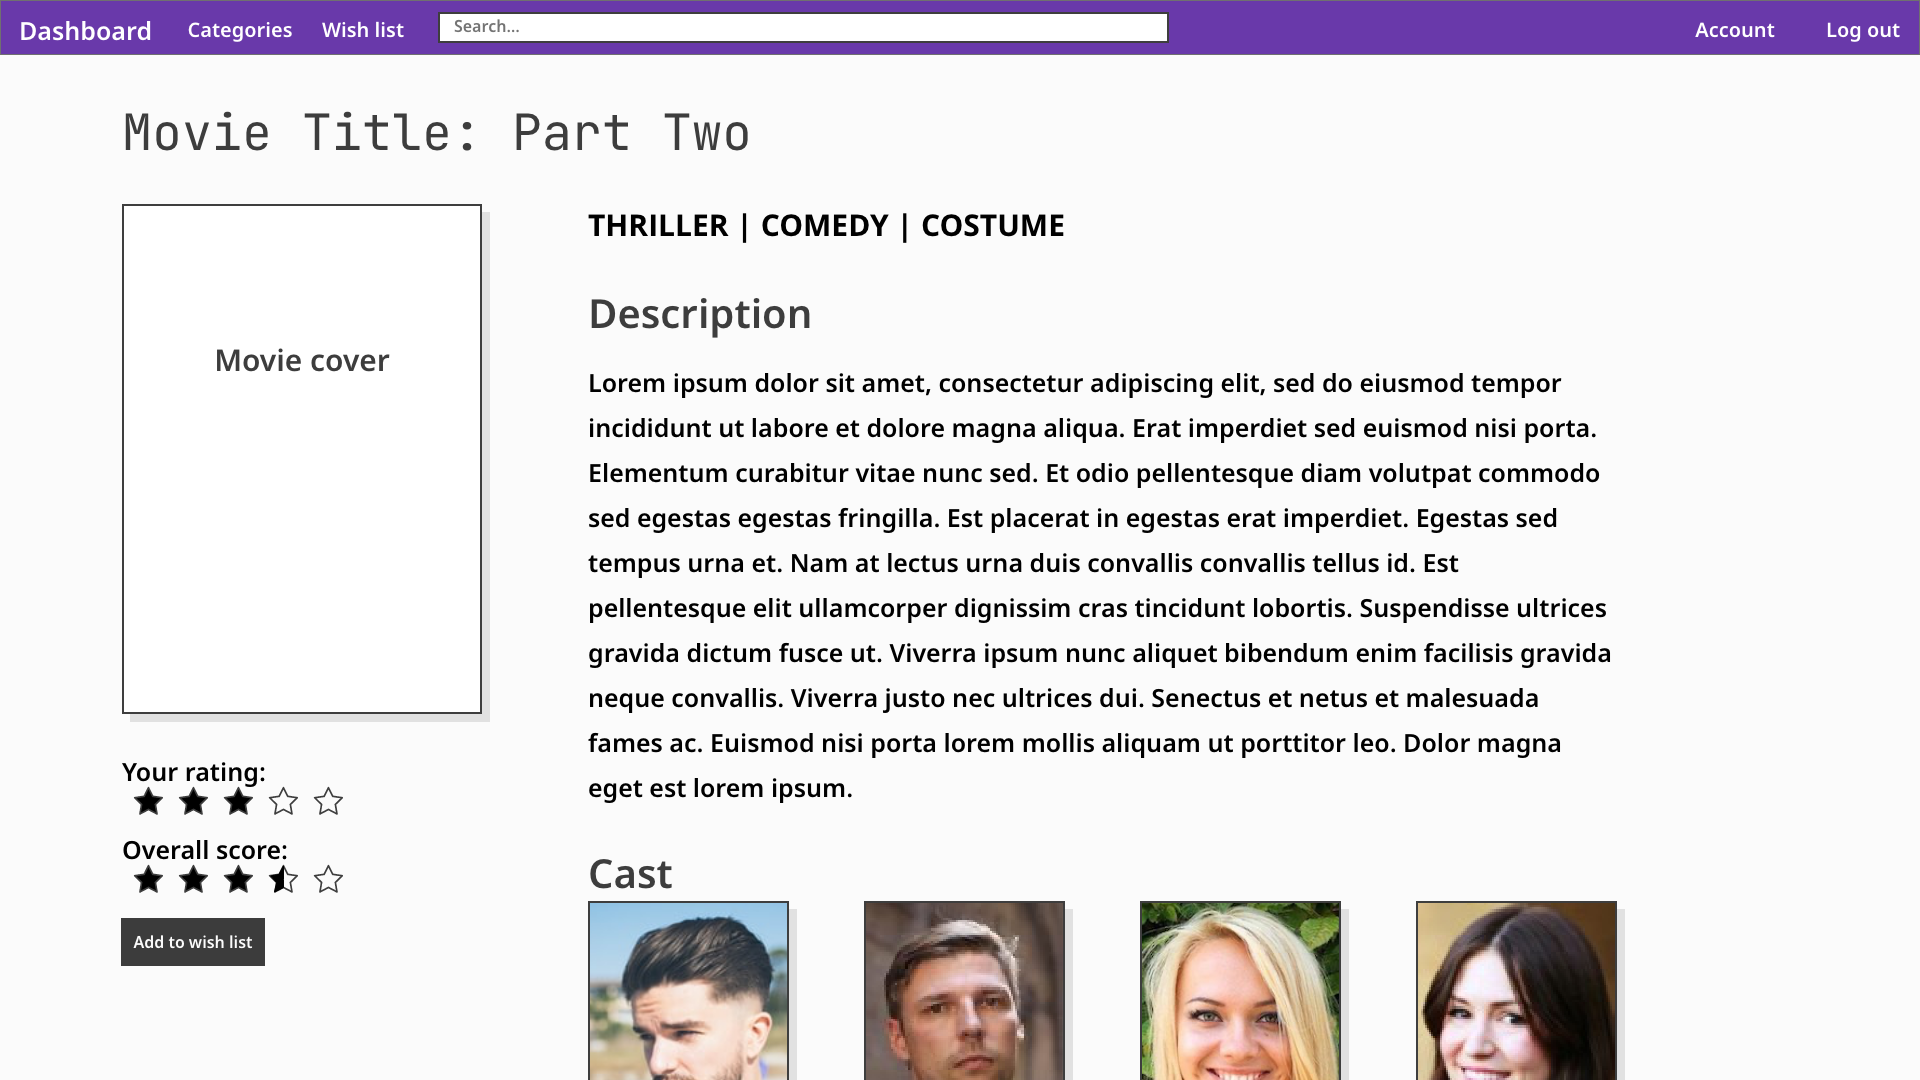 Dashboard Categories Wish list Search... Account Log out
Movie Title: Part Two
Movie cover
THRILLER | COMEDY | COSTUME
Description
Lorem ipsum dolor sit amet, consectetur adipiscing elit, sed do eiusmod tempor
incididunt ut labore et dolore magna aliqua. Erat imperdiet sed euismod nisi porta.
Elementum curabitur vitae nunc sed. Et odio pellentesque diam volutpat commodo
sed egestas egestas fringilla. Est placerat in egestas erat imperdiet. Egestas sed
tempus urna et. Nam at lectus urna duis convallis convallis tellus id. Est
pellentesque elit ullamcorper dignissim cras tincidunt lobortis. Suspendisse ultrices
gravida dictum fusce ut. Viverra ipsum nunc aliquet bibendum enim facilisis gravida
neque convallis. Viverra justo nec ultrices dui. Senectus et netus et malesuada
fames ac. Euismod nisi porta lorem mollis aliquam ut porttitor leo. Dolor magna
eget est lorem ipsum.
Your rating:
Overall score:
Add to wish list
Cast